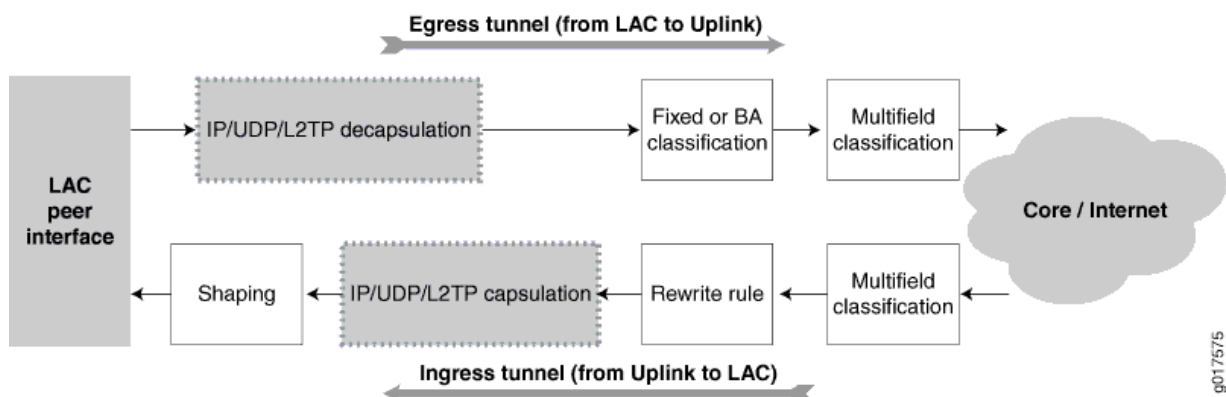 Egress tunnel (from LAC to Uplink)
LAC
peer
interface
IP/UDP/L2TP decapsulation
Fixed or BA
classification
Multifield
classification
Core / Internet
Shaping
IP/UDP/L2TP capsulation
Rewrite rule
Multifield
classification
Ingress tunnel (from Uplink to LAC)
g017575